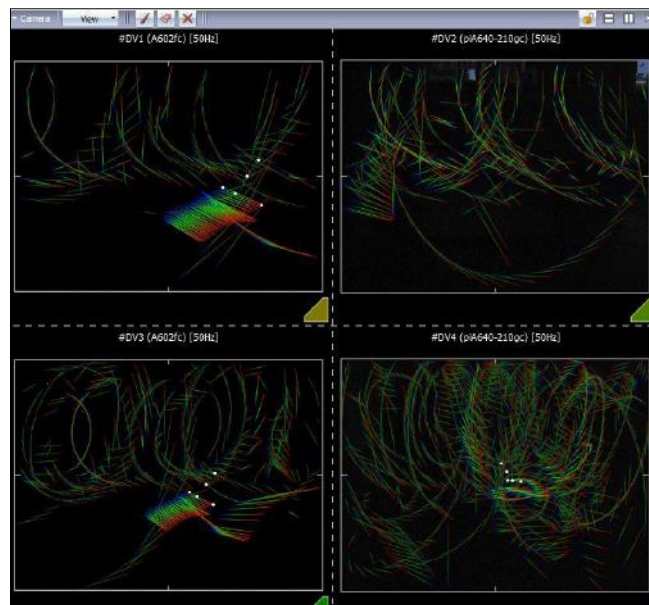 Camera View
#DV1 (A602fc) [50Hz]
#DV2 (piA640-210gc) [50Hz]
#DV3 (A602fc) [50Hz]
#DV4 (piA640-210gc) [50Hz]